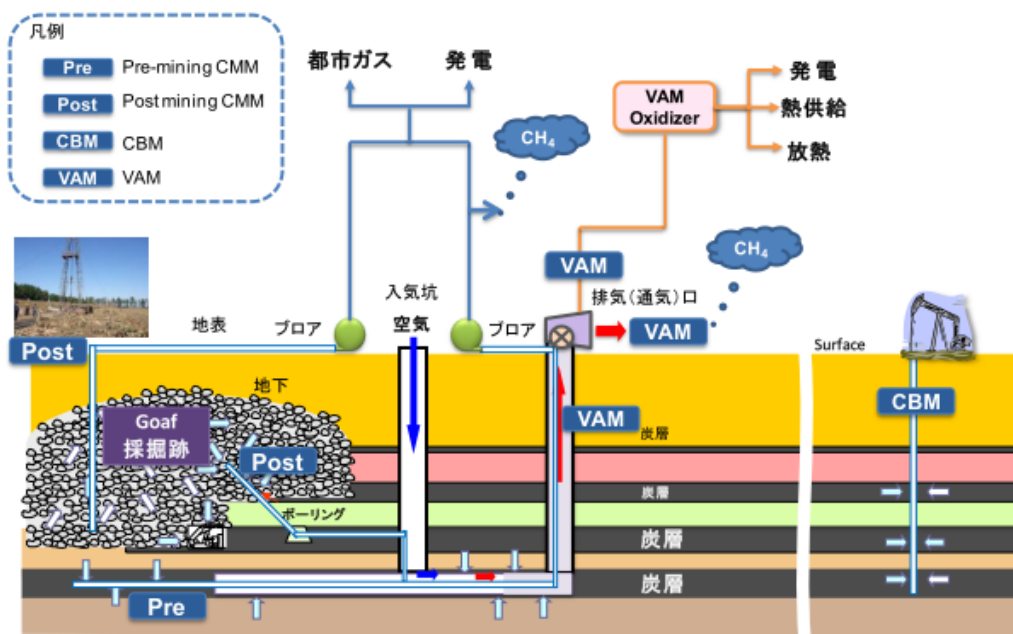 凡例
Pre Pre-mining CMM
Post Post mining CMM
CBM CBM
VAM VAM
都市ガス
発電
CH4
VAM
Oxidizer
発電
熱供給
放熱
VAM
CH4
排気(通気)口
VAM
入気坑
空気
地表
ブロア
ブロア
Post
Surface
地下
Goaf
採掘跡
Post
VAM
炭層
CBM
炭層
ボーリング
炭層
炭層
Pre